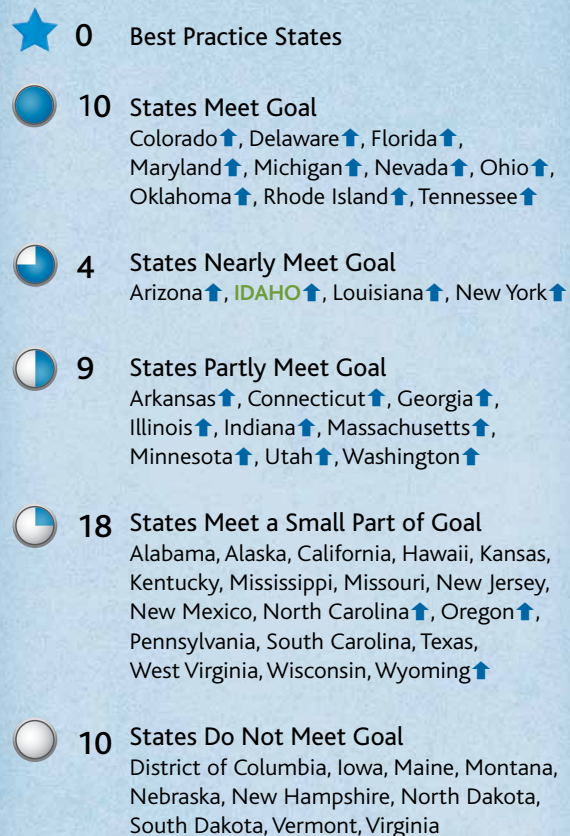 0 Best Practice States
10 States Meet Goal
Colorado⬆, Delaware⬆, Florida⬆,
Maryland⬆, Michigan⬆, Nevada⬆, Ohio⬆,
Oklahoma⬆, Rhode Island⬆, Tennessee⬆
4 States Nearly Meet Goal
Arizona⬆, IDAHO⬆, Louisiana⬆, New York⬆
9 States Partly Meet Goal
Arkansas⬆, Connecticut⬆, Georgia⬆,
Illinois⬆, Indiana⬆, Massachusetts⬆,
Minnesota⬆, Utah⬆, Washington⬆
18 States Meet a Small Part of Goal
Alabama, Alaska, California, Hawaii, Kansas,
Kentucky, Mississippi, Missouri, New Jersey,
New Mexico, North Carolina⬆, Oregon⬆,
Pennsylvania, South Carolina, Texas,
West Virginia, Wisconsin, Wyoming⬆
10 States Do Not Meet Goal
District of Columbia, Iowa, Maine, Montana,
Nebraska, New Hampshire, North Dakota,
South Dakota, Vermont, Virginia